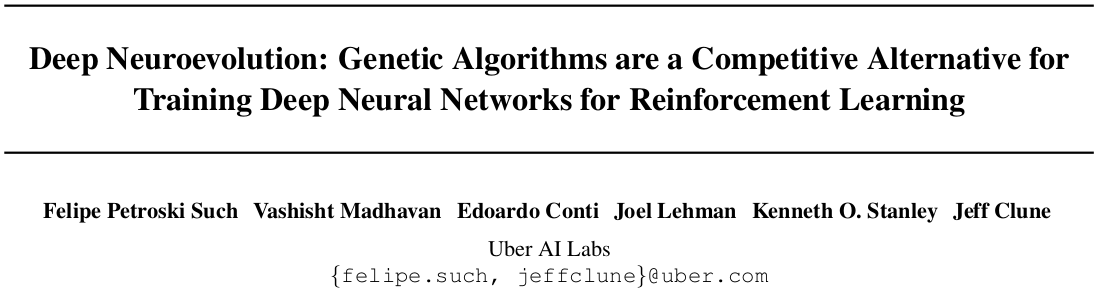 Deep Neuroevolution: Genetic Algorithms are a Competitive Alternative for
Training Deep Neural Networks for Reinforcement Learning
Felipe Petroski Such Vashisht Madhavan Edoardo Conti Joel Lehman Kenneth O. Stanley Jeff Clune
Uber AI Labs
{felipe.such, jeffclune}@uber.com